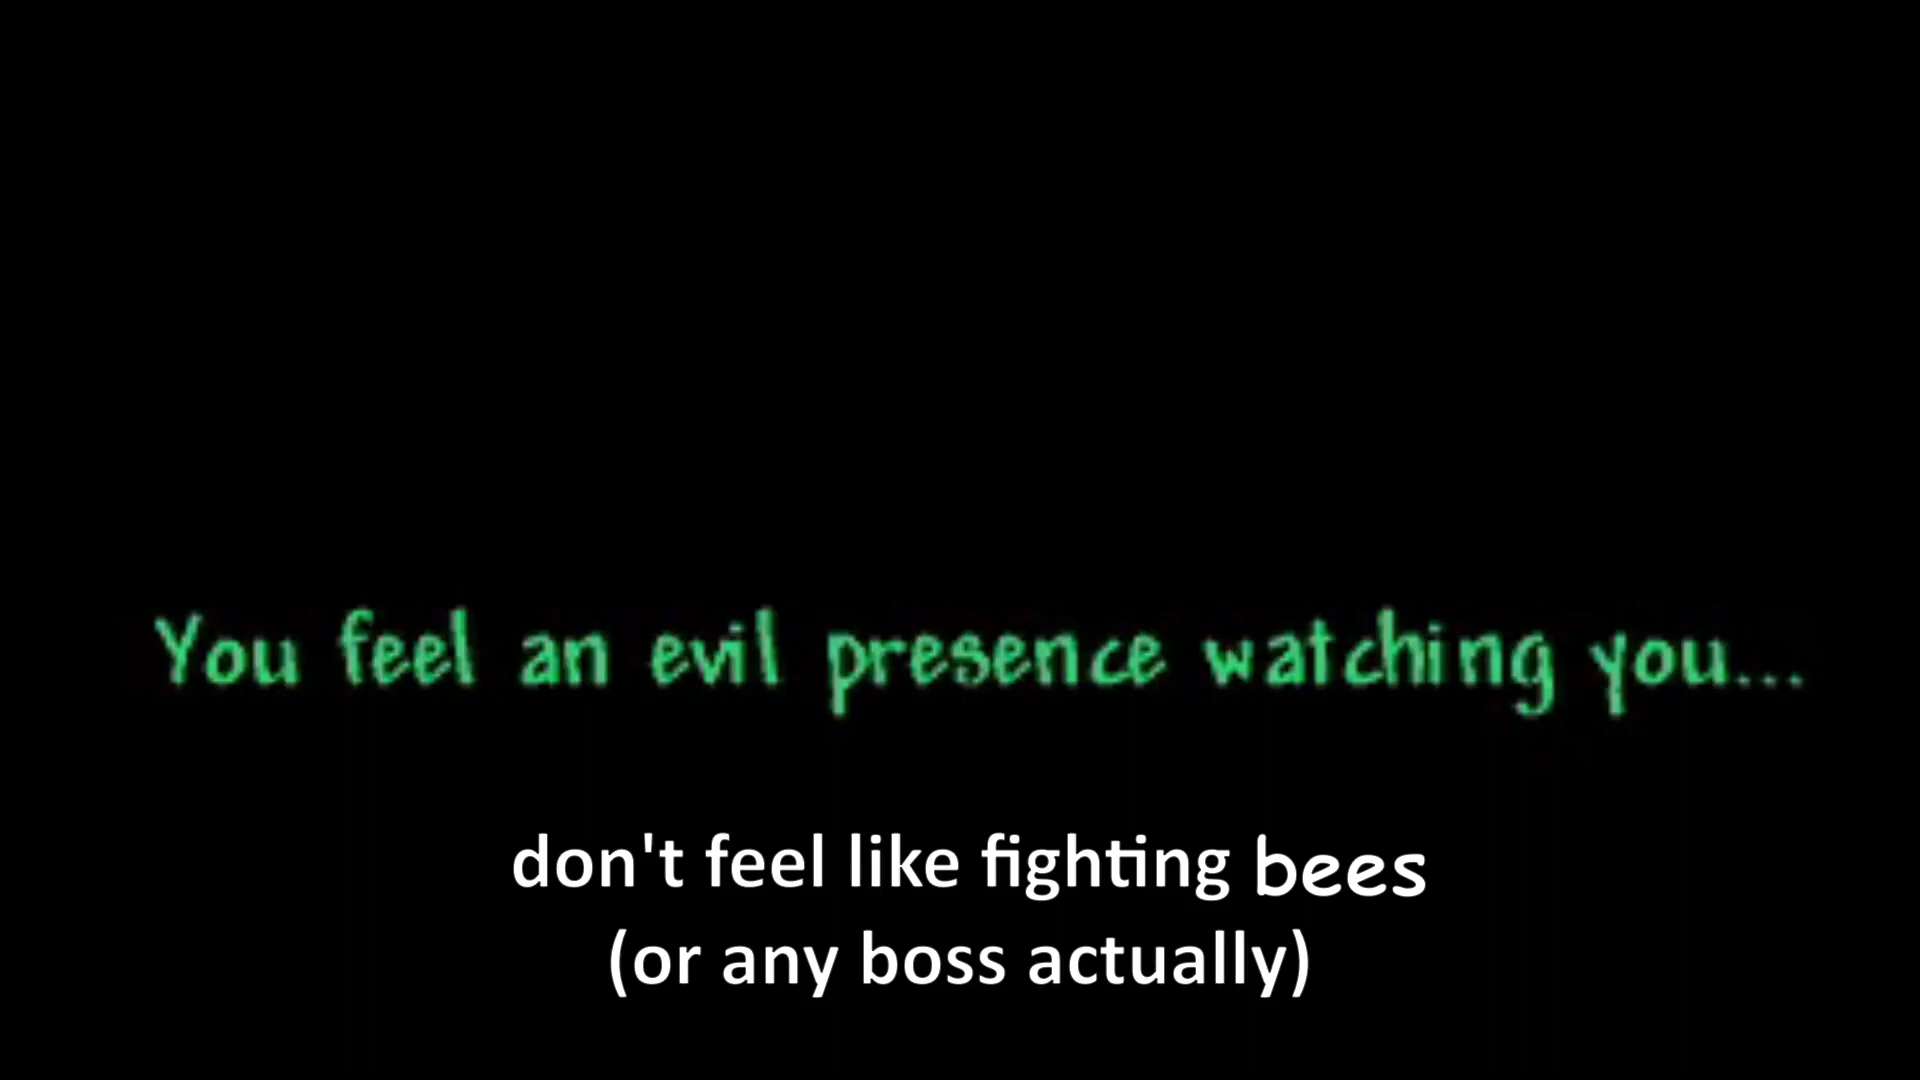 You feel an evil presence watching you...
don't feel like fighting bees
(or any boss actually)